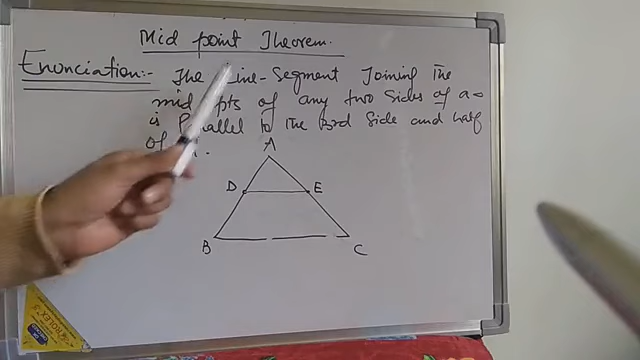 Mid point Theorem.
Enunciation:- The Line-Segment Joining The
mid pts of any two Sides of a
is Parallel to The 3rd Side and half
of
A
D E
B C